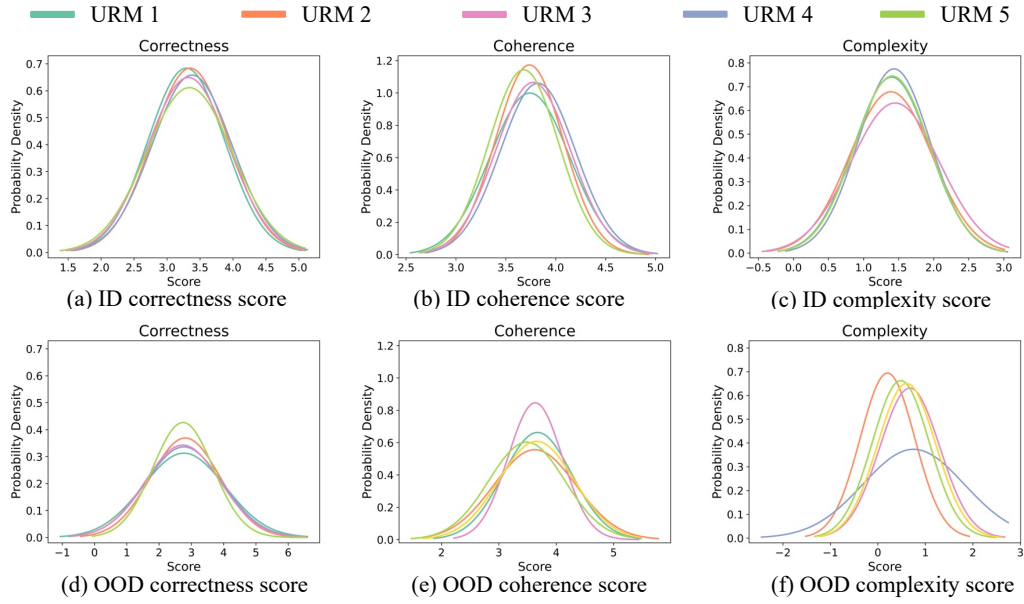 URM 1 URM 2 URM 3 URM 4 URM 5
Correctness Coherence Complexity
Probability Density
0.7
0.6
0.5
0.4
0.3
0.2
0.1
0.0
1.5 2.0 2.5 3.0 3.5 4.0 4.5 5.0
Score
Probability Density
1.2
1.0
0.8
0.6
0.4
0.2
0.0
2.5 3.0 3.5 4.0 4.5 5.0
Score
Probability Density
0.8
0.7
0.6
0.5
0.4
0.3
0.2
0.1
0.0
−0.5 0.0 0.5 1.0 1.5 2.0 2.5 3.0
Score
(a) ID correctness score (b) ID coherence score (c) ID complexity score
Correctness Coherence Complexity
Probability Density
0.7
0.6
0.5
0.4
0.3
0.2
0.1
0.0
−1 0 1 2 3 4 5 6
Score
Probability Density
1.2
1.0
0.8
0.6
0.4
0.2
0.0
2 3 4 5
Score
Probability Density
0.8
0.7
0.6
0.5
0.4
0.3
0.2
0.1
0.0
−2 −1 0 1 2 3
Score
(d) OOD correctness score (e) OOD coherence score (f) OOD complexity score